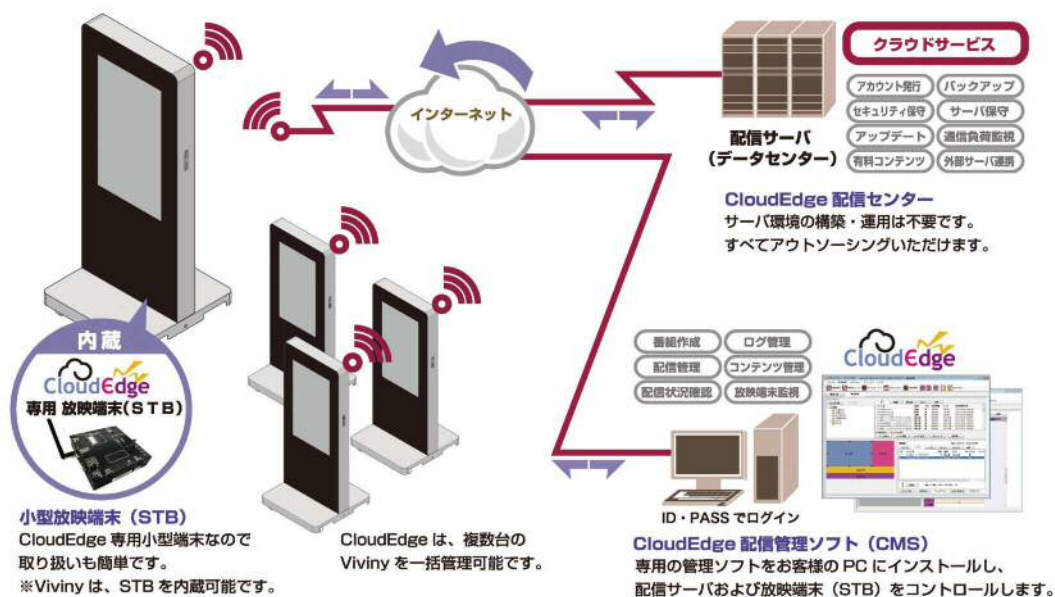 インターネット
配信サーバ
（データセンター）
クラウドサービス
アカウント発行
バックアップ
セキュリティ保守
サーバ保守
アップデート
通信負荷監視
有料コンテンツ
外部サーバ連携
CloudEdge 配信センター
サーバ環境の構築・運用は不要です。
すべてアウトソーシングいただけます。
内蔵
CloudEdge
専用 放映端末(STB)
小型放映端末（STB）
CloudEdge 専用小型端末なので
取り扱いも簡単です。
※Viviny は、STB を内蔵可能です。
CloudEdge は、複数台の
Viviny を一括管理可能です。
番組作成
ログ管理
配信管理
コンテンツ管理
配信状況確認
放映端末監視
CloudEdge
ID・PASS でログイン
CloudEdge 配信管理ソフト（CMS）
専用の管理ソフトをお客様の PC にインストールし、
配信サーバおよび放映端末（STB）をコントロールします。